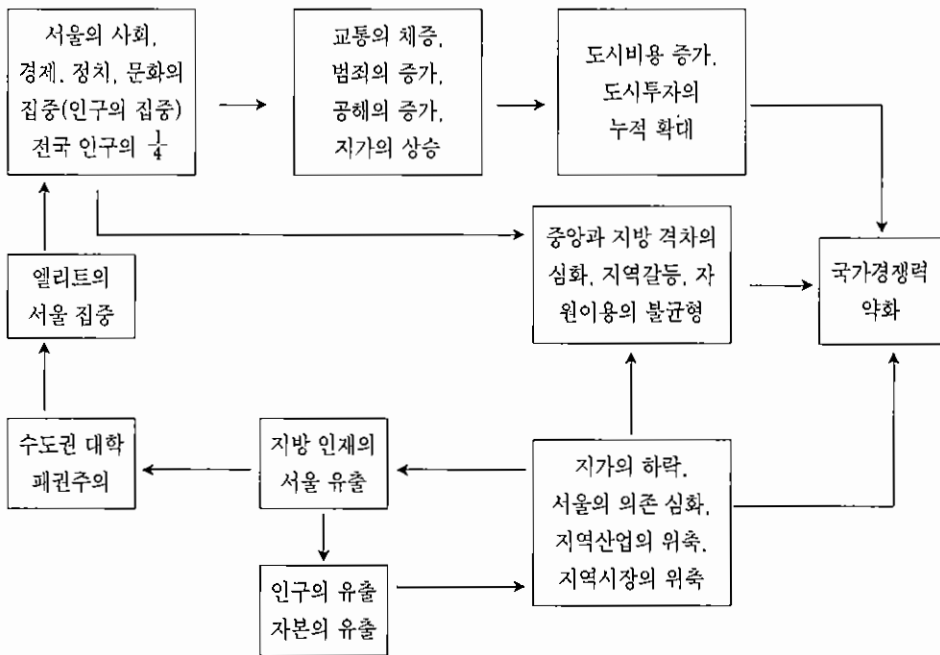 서울의 사회,
경제, 정치, 문화의
집중(인구의 집중)
전국 인구의 1/4
교통의 체증,
범죄의 증가,
공해의 증가,
지가의 상승
도시비용 증가,
도시투자의
누적 확대
엘리트의
서울 집중
중앙과 지방 격차의
심화, 지역갈등, 자
원이용의 불균형
국가경쟁력
약화
수도권 대학
패권주의
지방 인재의
서울 유출
지가의 하락,
서울의 의존 심화,
지역산업의 위축,
지역시장의 위축
인구의 유출
자본의 유출